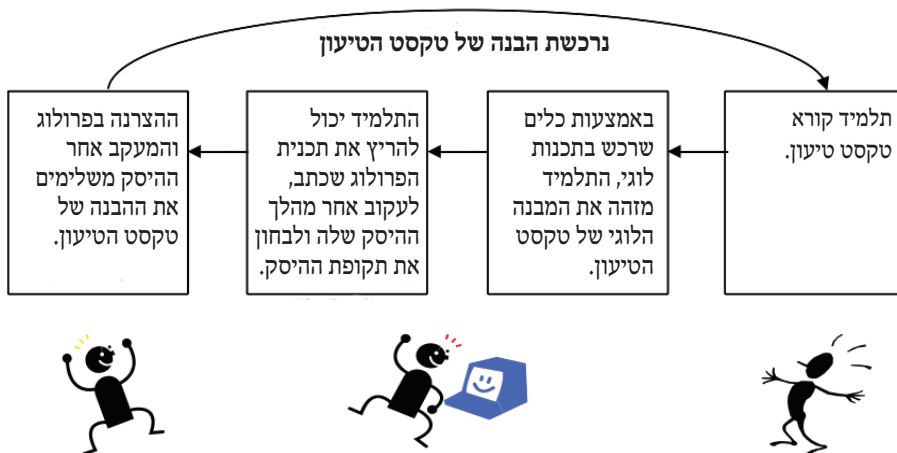 נרכשת הבנה של טקסט הטיעון
תלמיד קורא
טקסט טיעון.
באמצעות כלים
שרכש בתכנות
לוגי, התלמיד
מזהה את המבנה
הלוגי של טקסט
הטיעון.
התלמיד יכול
להריץ את תכנית
הפרולוג שכתב,
לעקוב אחר מהלך
ההיסק שלה ולבחון
את תקופת ההיסק.
ההצרנה בפרולוג
והמעקב אחר
ההיסק משלימים
את ההבנה של
טקסט הטיעון.